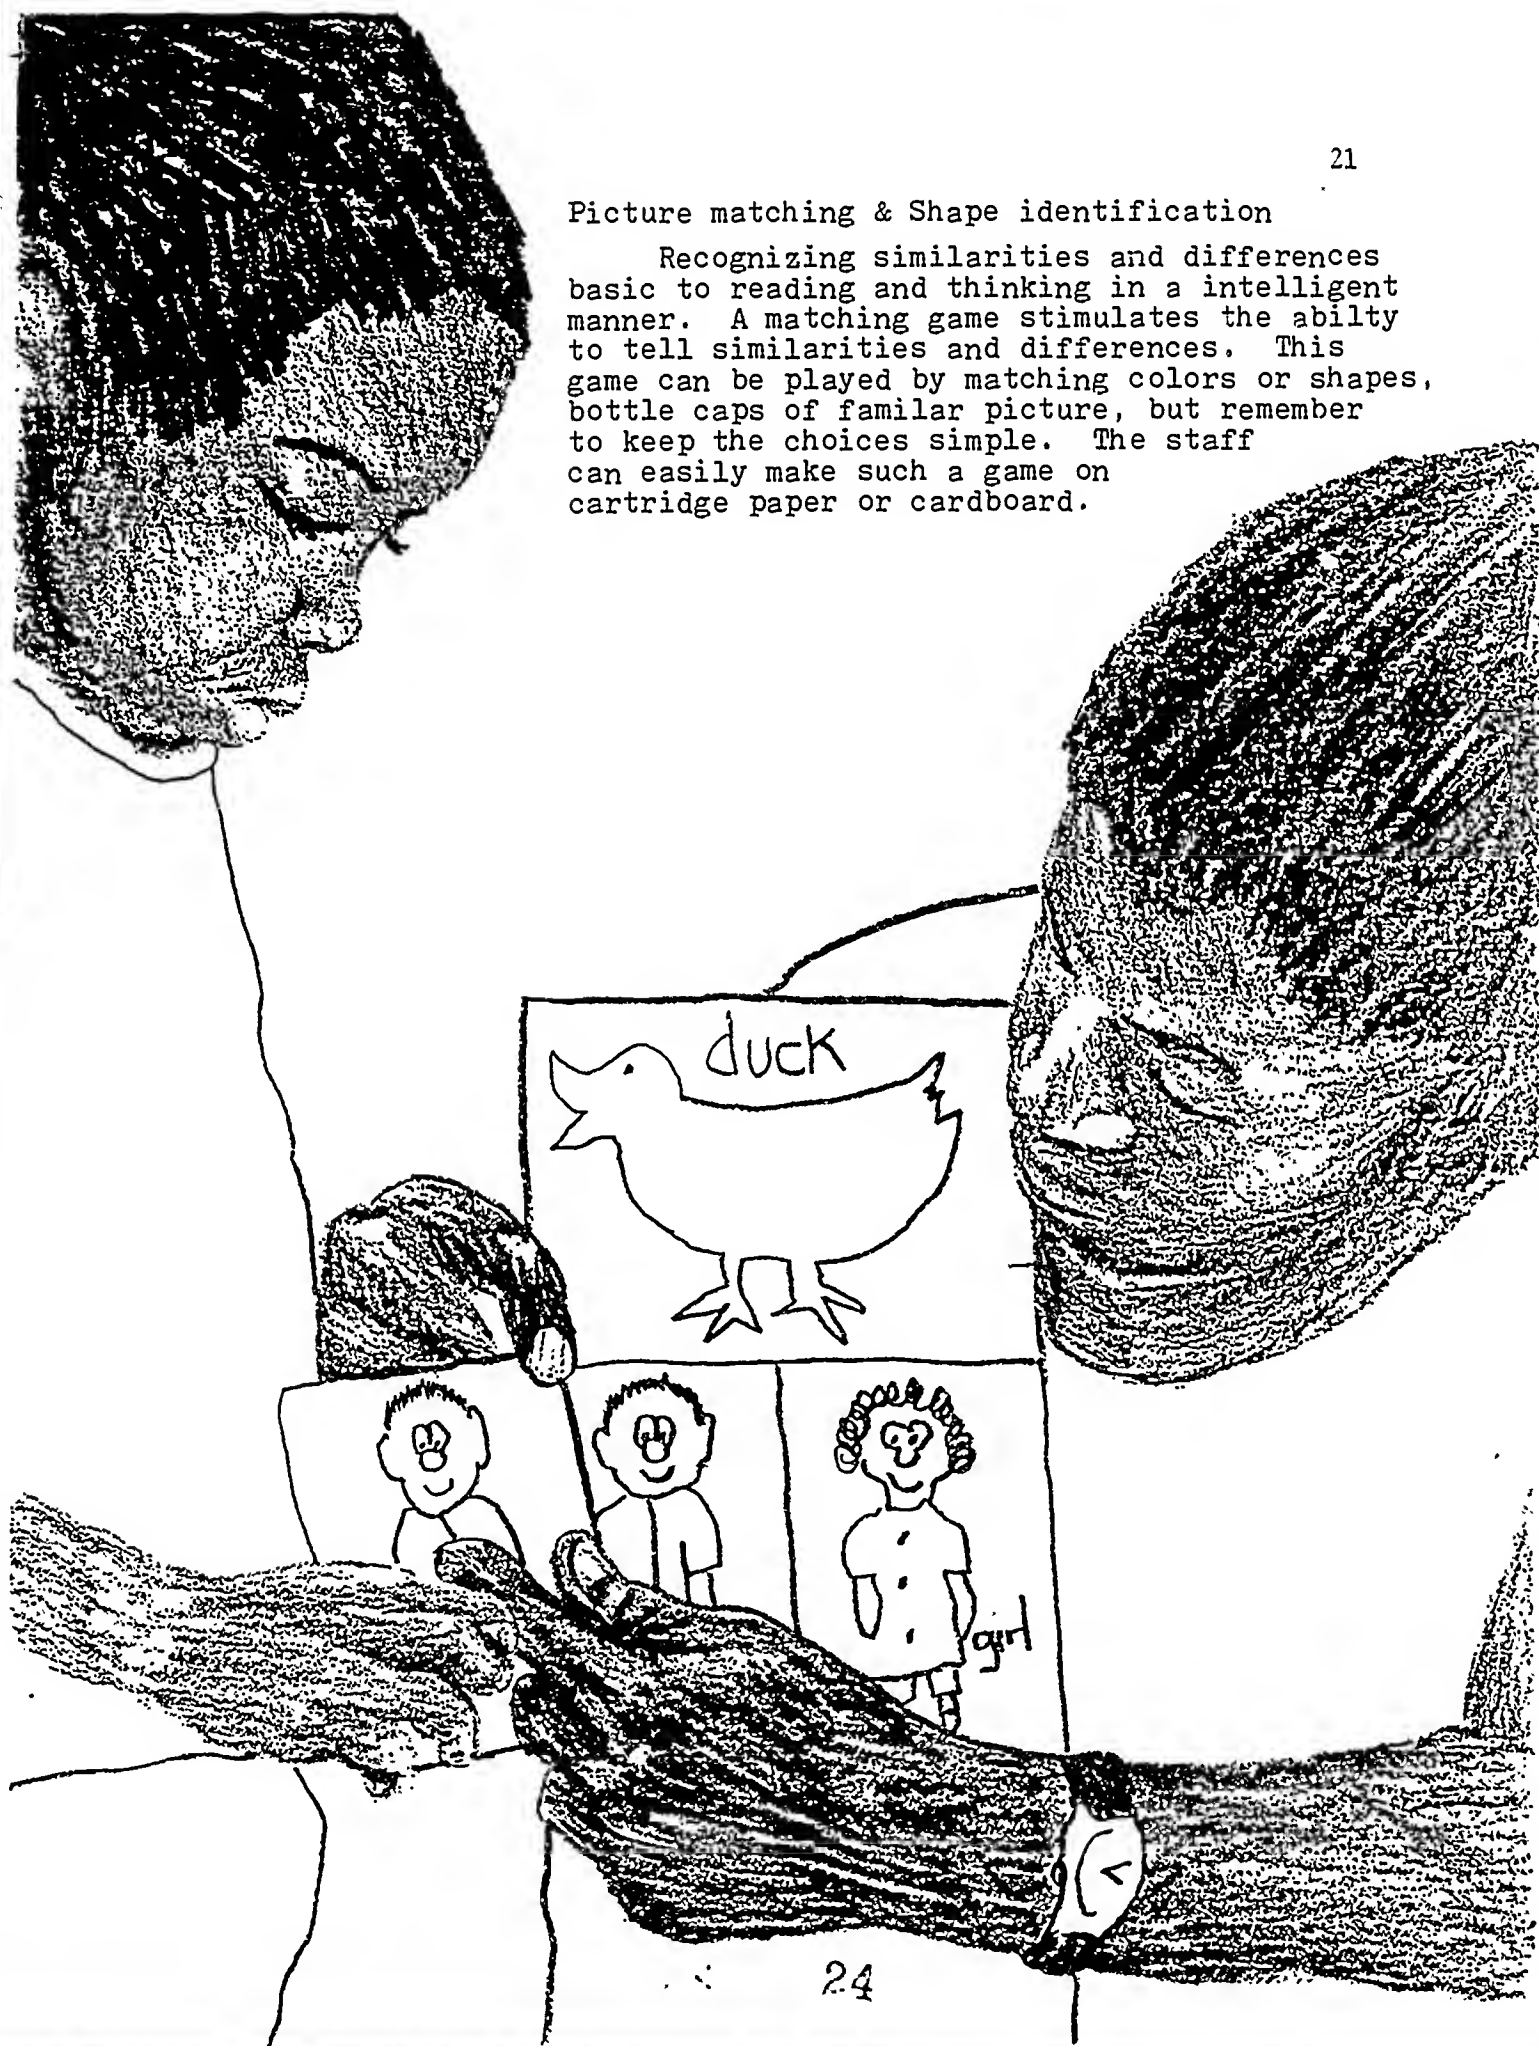 21
Picture matching & Shape identification
Recognizing similarities and differences
basic to reading and thinking in a intelligent
manner. A matching game stimulates the abilty
to tell similarities and differences. This
game can be played by matching colors or shapes,
bottle caps of familar picture, but remember
to keep the choices simple. The staff
can easily make such a game on
cartridge paper or cardboard.
duck
girl
24